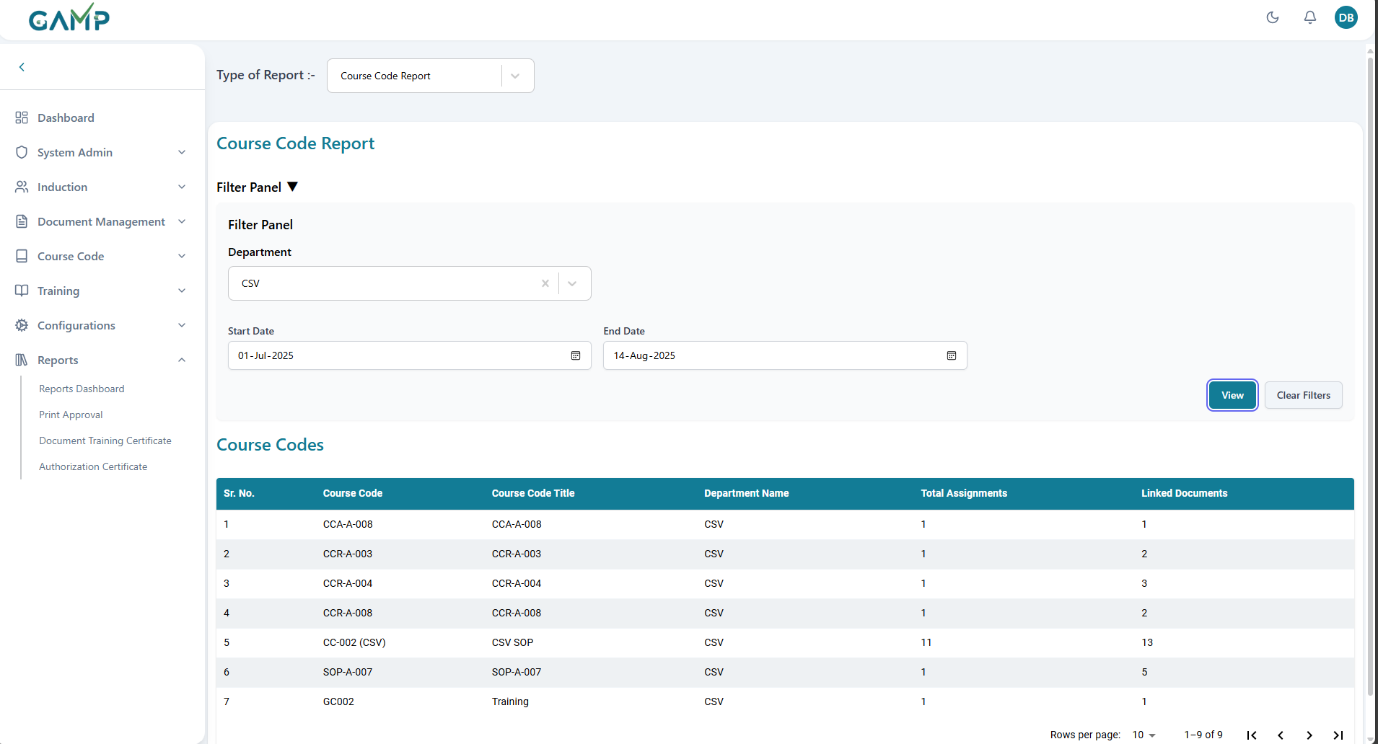 GAMP
DB
Type of Report :-
Course Code Report
Dashboard
System Admin
Induction
Document Management
Course Code
Training
Configurations
Reports
Reports Dashboard
Print Approval
Document Training Certificate
Authorization Certificate
Course Code Report
Filter Panel ▼
Filter Panel
Department
CSV
Start Date End Date
01-Jul-2025 14-Aug-2025
View Clear Filters
Course Codes
Sr. No. Course Code Course Code Title Department Name Total Assignments Linked Documents
1 CCA-A-008 CCA-A-008 CSV 1 1
2 CCR-A-003 CCR-A-003 CSV 1 2
3 CCR-A-004 CCR-A-004 CSV 1 3
4 CCR-A-008 CCR-A-008 CSV 1 2
5 CC-002 (CSV) CSV SOP CSV 11 13
6 SOP-A-007 SOP-A-007 CSV 1 5
7 GC002 Training CSV 1 1
Rows per page: 10 1–9 of 9